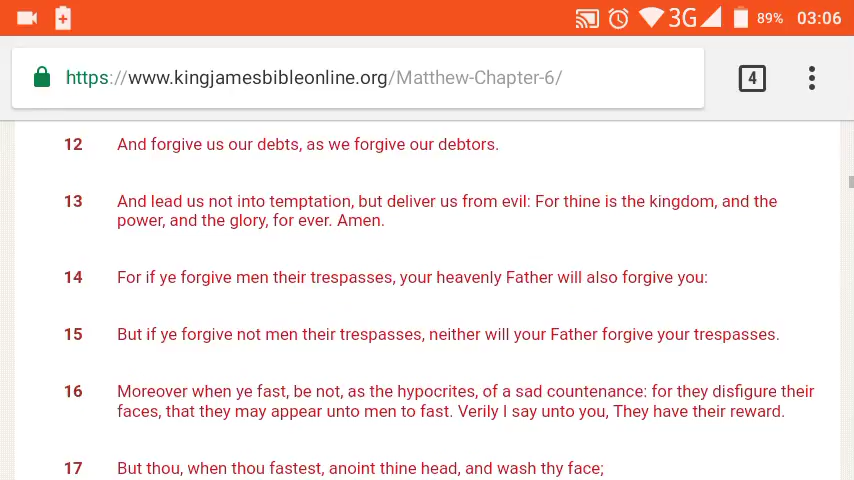 3G 89% 03:06
https://www.kingjamesbibleonline.org/Matthew-Chapter-6/ 4
12 And forgive us our debts, as we forgive our debtors.
13 And lead us not into temptation, but deliver us from evil: For thine is the kingdom, and the
power, and the glory, for ever. Amen.
14 For if ye forgive men their trespasses, your heavenly Father will also forgive you:
15 But if ye forgive not men their trespasses, neither will your Father forgive your trespasses.
16 Moreover when ye fast, be not, as the hypocrites, of a sad countenance: for they disfigure their
faces, that they may appear unto men to fast. Verily I say unto you, They have their reward.
17 But thou, when thou fastest, anoint thine head, and wash thy face;